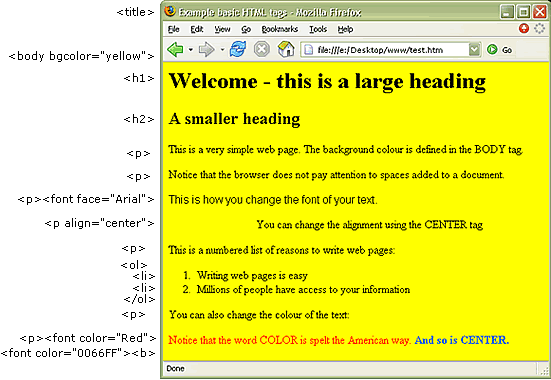 <title> Example basic HTML tags - Mozilla Firefox
File Edit View Go Bookmarks Tools Help
<body bgcolor="yellow"> file:///e:/Desktop/www/test.htm Go
<h1> Welcome - this is a large heading
<h2> A smaller heading
<p> This is a very simple web page. The background colour is defined in the BODY tag.
<p> Notice that the browser does not pay attention to spaces added to a document.
<p><font face="Arial"> This is how you change the font of your text.
<p align="center"> You can change the alignment using the CENTER tag
<p> This is a numbered list of reasons to write web pages:
<ol>
<li> 1. Writing web pages is easy
<li> 2. Millions of people have access to your information
</ol>
<p> You can also change the colour of the text:
<p><font color="Red"> Notice that the word COLOR is spelt the American way. And so is CENTER.
<font color="0066FF"><b>
Done